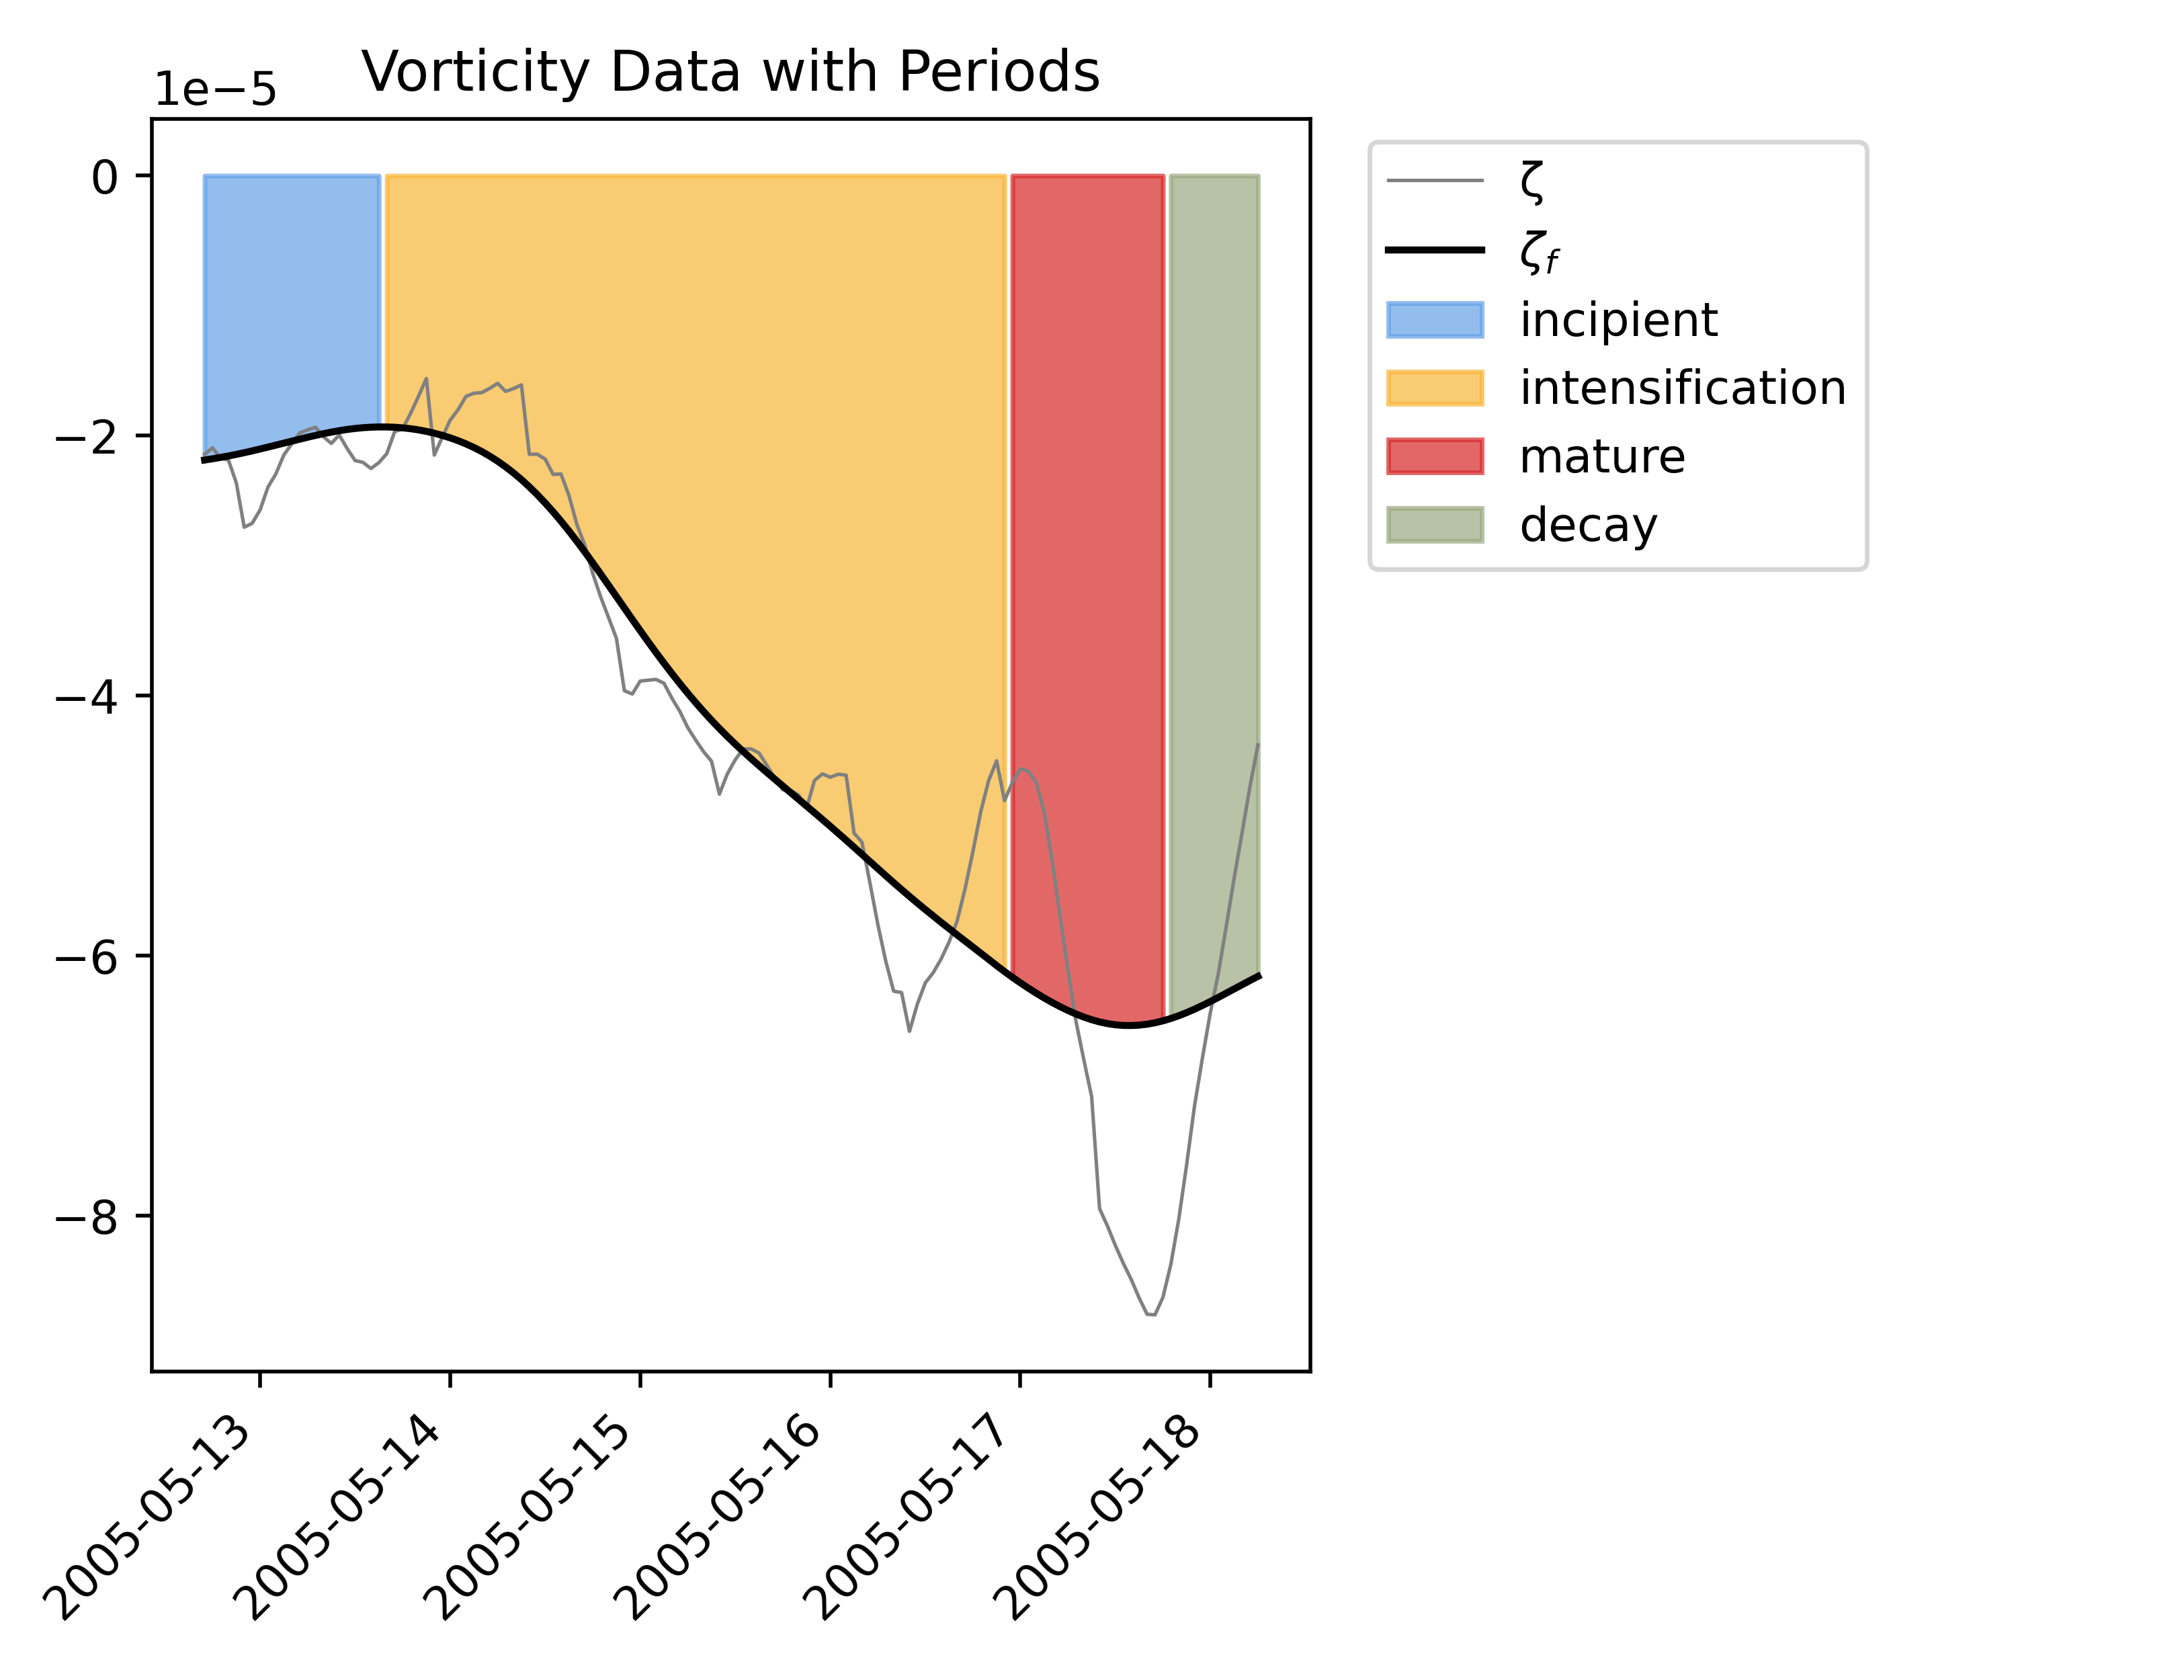 Vorticity Data with Periods
1e−5
0
−2
−4
−6
−8
2005-05-13
2005-05-14
2005-05-15
2005-05-16
2005-05-17
2005-05-18
ζ
ζf
incipient
intensification
mature
decay